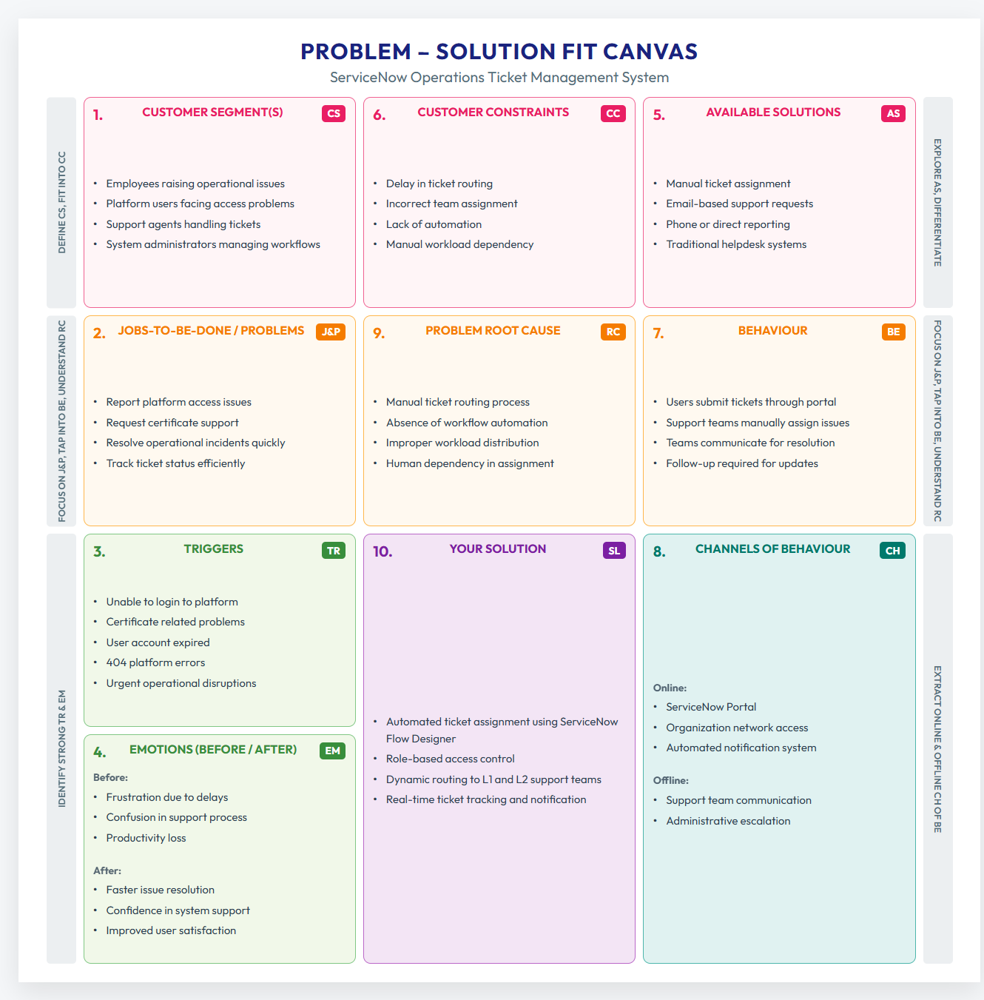 PROBLEM – SOLUTION FIT CANVAS
ServiceNow Operations Ticket Management System
DEFINE CS, FIT INTO CC
1. CUSTOMER SEGMENT(S) CS
• Employees raising operational issues
• Platform users facing access problems
• Support agents handling tickets
• System administrators managing workflows
6. CUSTOMER CONSTRAINTS CC
• Delay in ticket routing
• Incorrect team assignment
• Lack of automation
• Manual workload dependency
5. AVAILABLE SOLUTIONS AS
• Manual ticket assignment
• Email-based support requests
• Phone or direct reporting
• Traditional helpdesk systems
EXPLORE AS, DIFFERENTIATE
FOCUS ON J&P, TAP INTO BE, UNDERSTAND RC
2. JOBS-TO-BE-DONE / PROBLEMS J&P
• Report platform access issues
• Request certificate support
• Resolve operational incidents quickly
• Track ticket status efficiently
9. PROBLEM ROOT CAUSE RC
• Manual ticket routing process
• Absence of workflow automation
• Improper workload distribution
• Human dependency in assignment
7. BEHAVIOUR BE
• Users submit tickets through portal
• Support teams manually assign issues
• Teams communicate for resolution
• Follow-up required for updates
FOCUS ON J&P, TAP INTO BE, UNDERSTAND RC
IDENTIFY STRONG TR & EM
3. TRIGGERS TR
• Unable to login to platform
• Certificate related problems
• User account expired
• 404 platform errors
• Urgent operational disruptions
4. EMOTIONS (BEFORE / AFTER) EM
Before:
• Frustration due to delays
• Confusion in support process
• Productivity loss
After:
• Faster issue resolution
• Confidence in system support
• Improved user satisfaction
10. YOUR SOLUTION SL
• Automated ticket assignment using ServiceNow
Flow Designer
• Role-based access control
• Dynamic routing to L1 and L2 support teams
• Real-time ticket tracking and notification
8. CHANNELS OF BEHAVIOUR CH
Online:
• ServiceNow Portal
• Organization network access
• Automated notification system
Offline:
• Support team communication
• Administrative escalation
EXTRACT ONLINE & OFFLINE CH OF BE